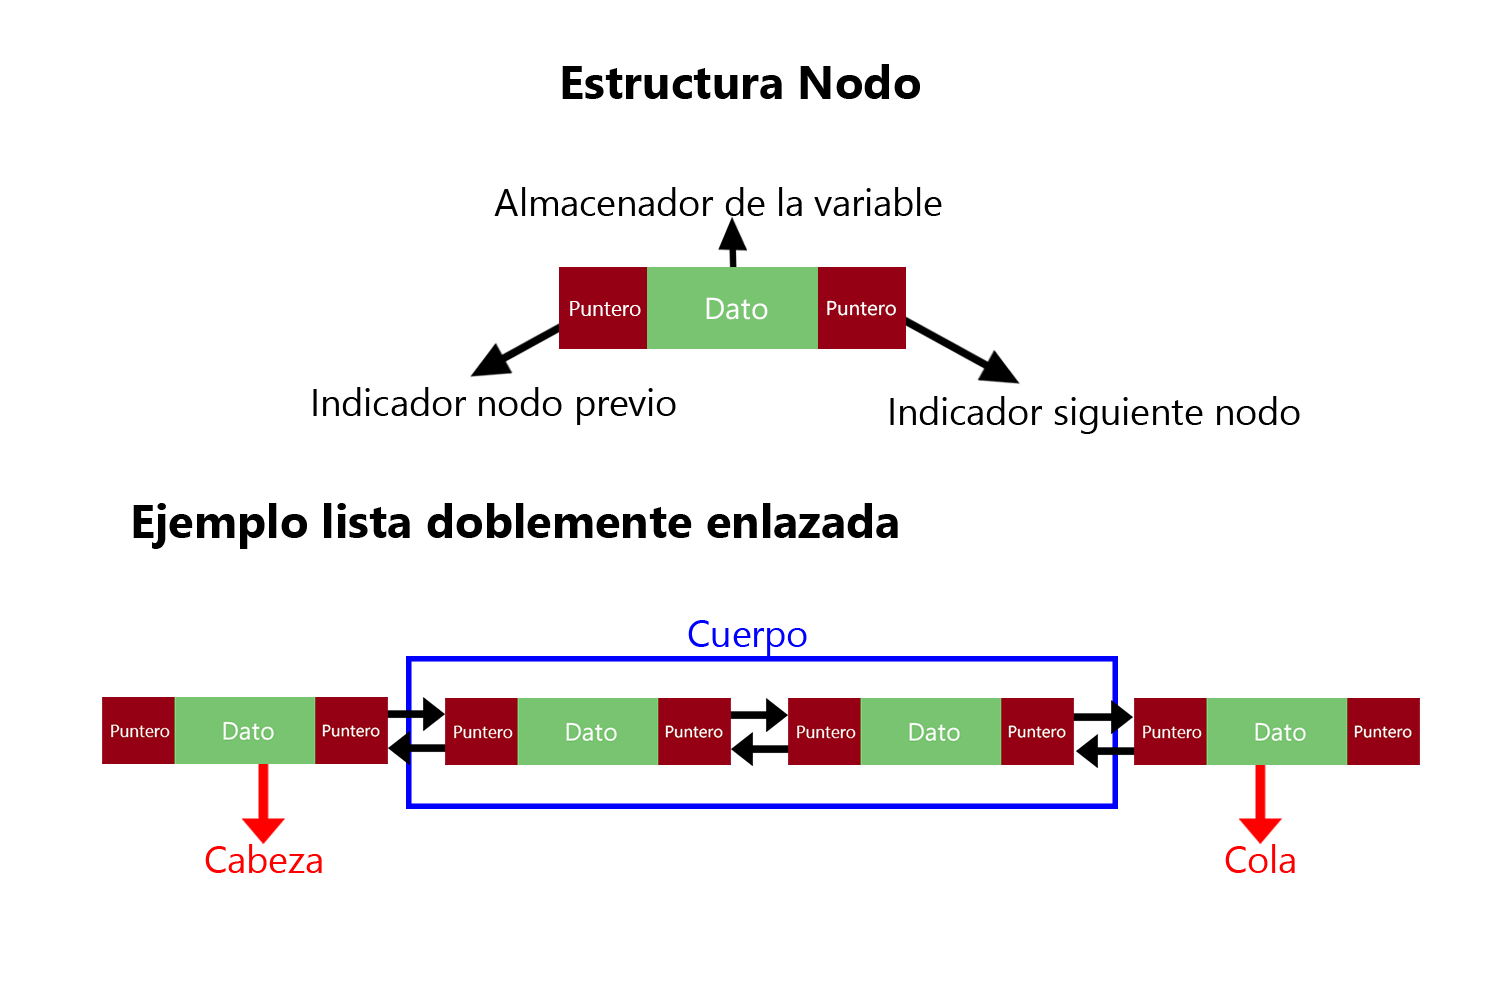 Estructura Nodo
Almacenador de la variable
Puntero Dato Puntero
Indicador nodo previo
Indicador siguiente nodo
Ejemplo lista doblemente enlazada
Cuerpo
Puntero Dato Puntero Puntero Dato Puntero Puntero Dato Puntero Puntero Dato Puntero
Cabeza
Cola